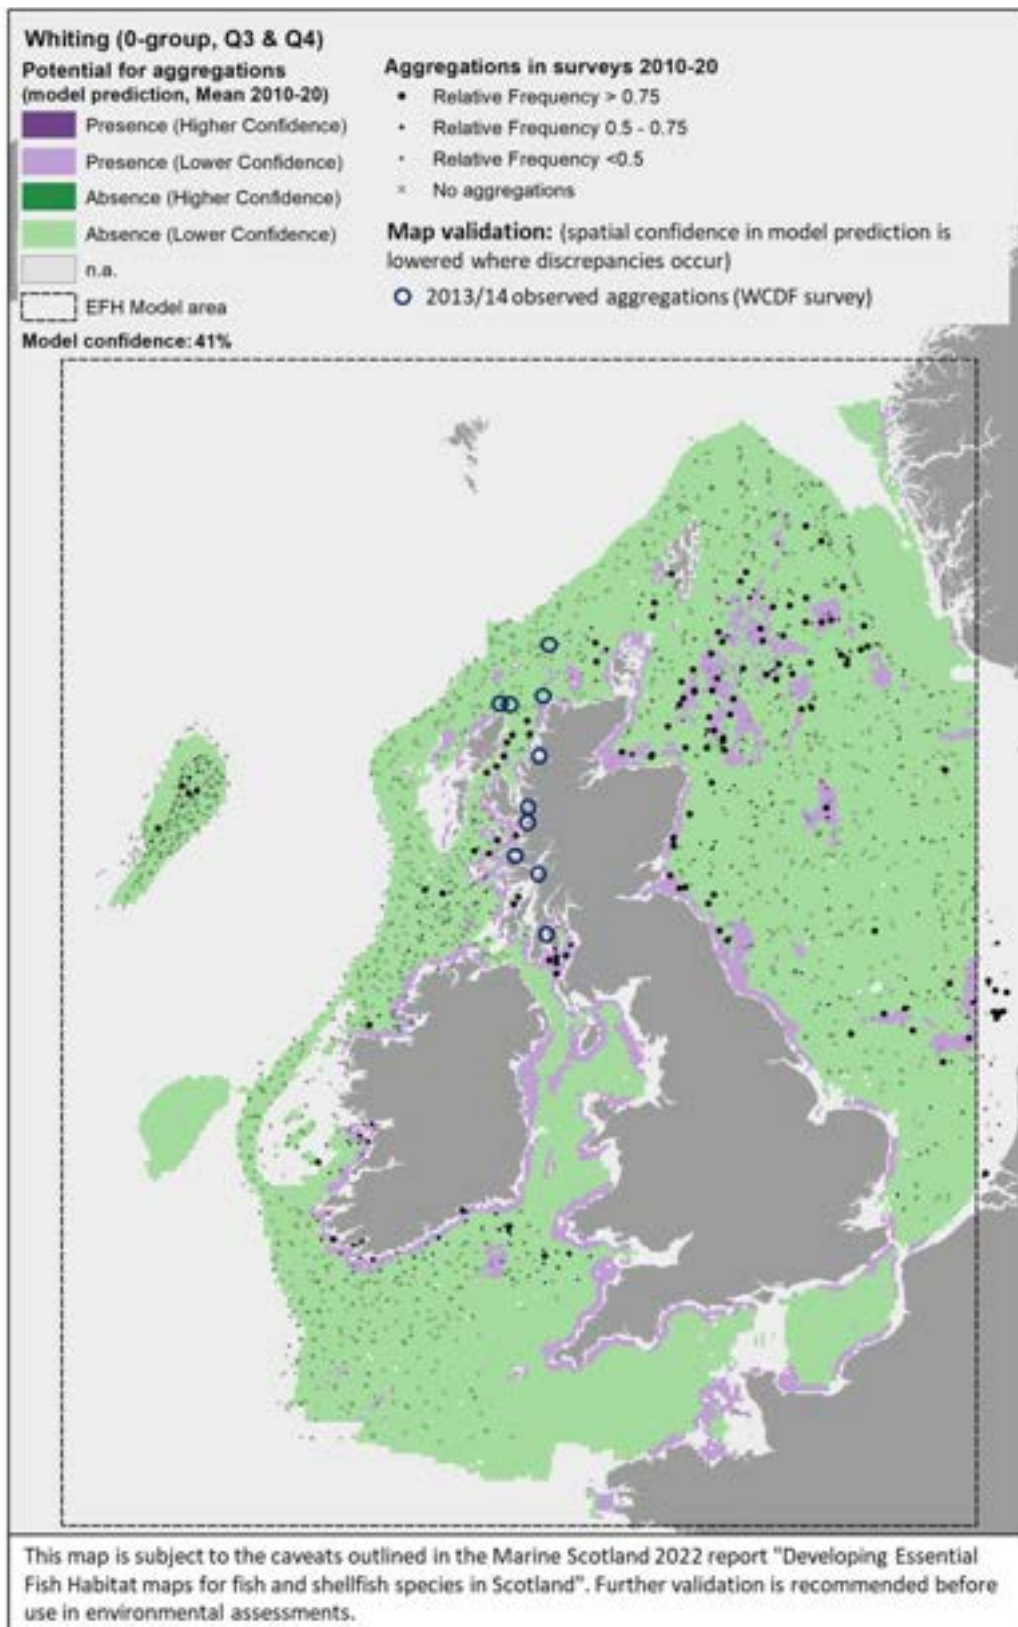 Whiting (0-group, Q3 & Q4)
Potential for aggregations
(model prediction, Mean 2010-20)
Presence (Higher Confidence)
Presence (Lower Confidence)
Absence (Higher Confidence)
Absence (Lower Confidence)
n.a.
EFH Model area
Model confidence: 41%
Aggregations in surveys 2010-20
Relative Frequency > 0.75
Relative Frequency 0.5 - 0.75
Relative Frequency <0.5
No aggregations
Map validation: (spatial confidence in model prediction is
lowered where discrepancies occur)
2013/14 observed aggregations (WCDF survey)
This map is subject to the caveats outlined in the Marine Scotland 2022 report "Developing Essential
Fish Habitat maps for fish and shellfish species in Scotland". Further validation is recommended before
use in environmental assessments.